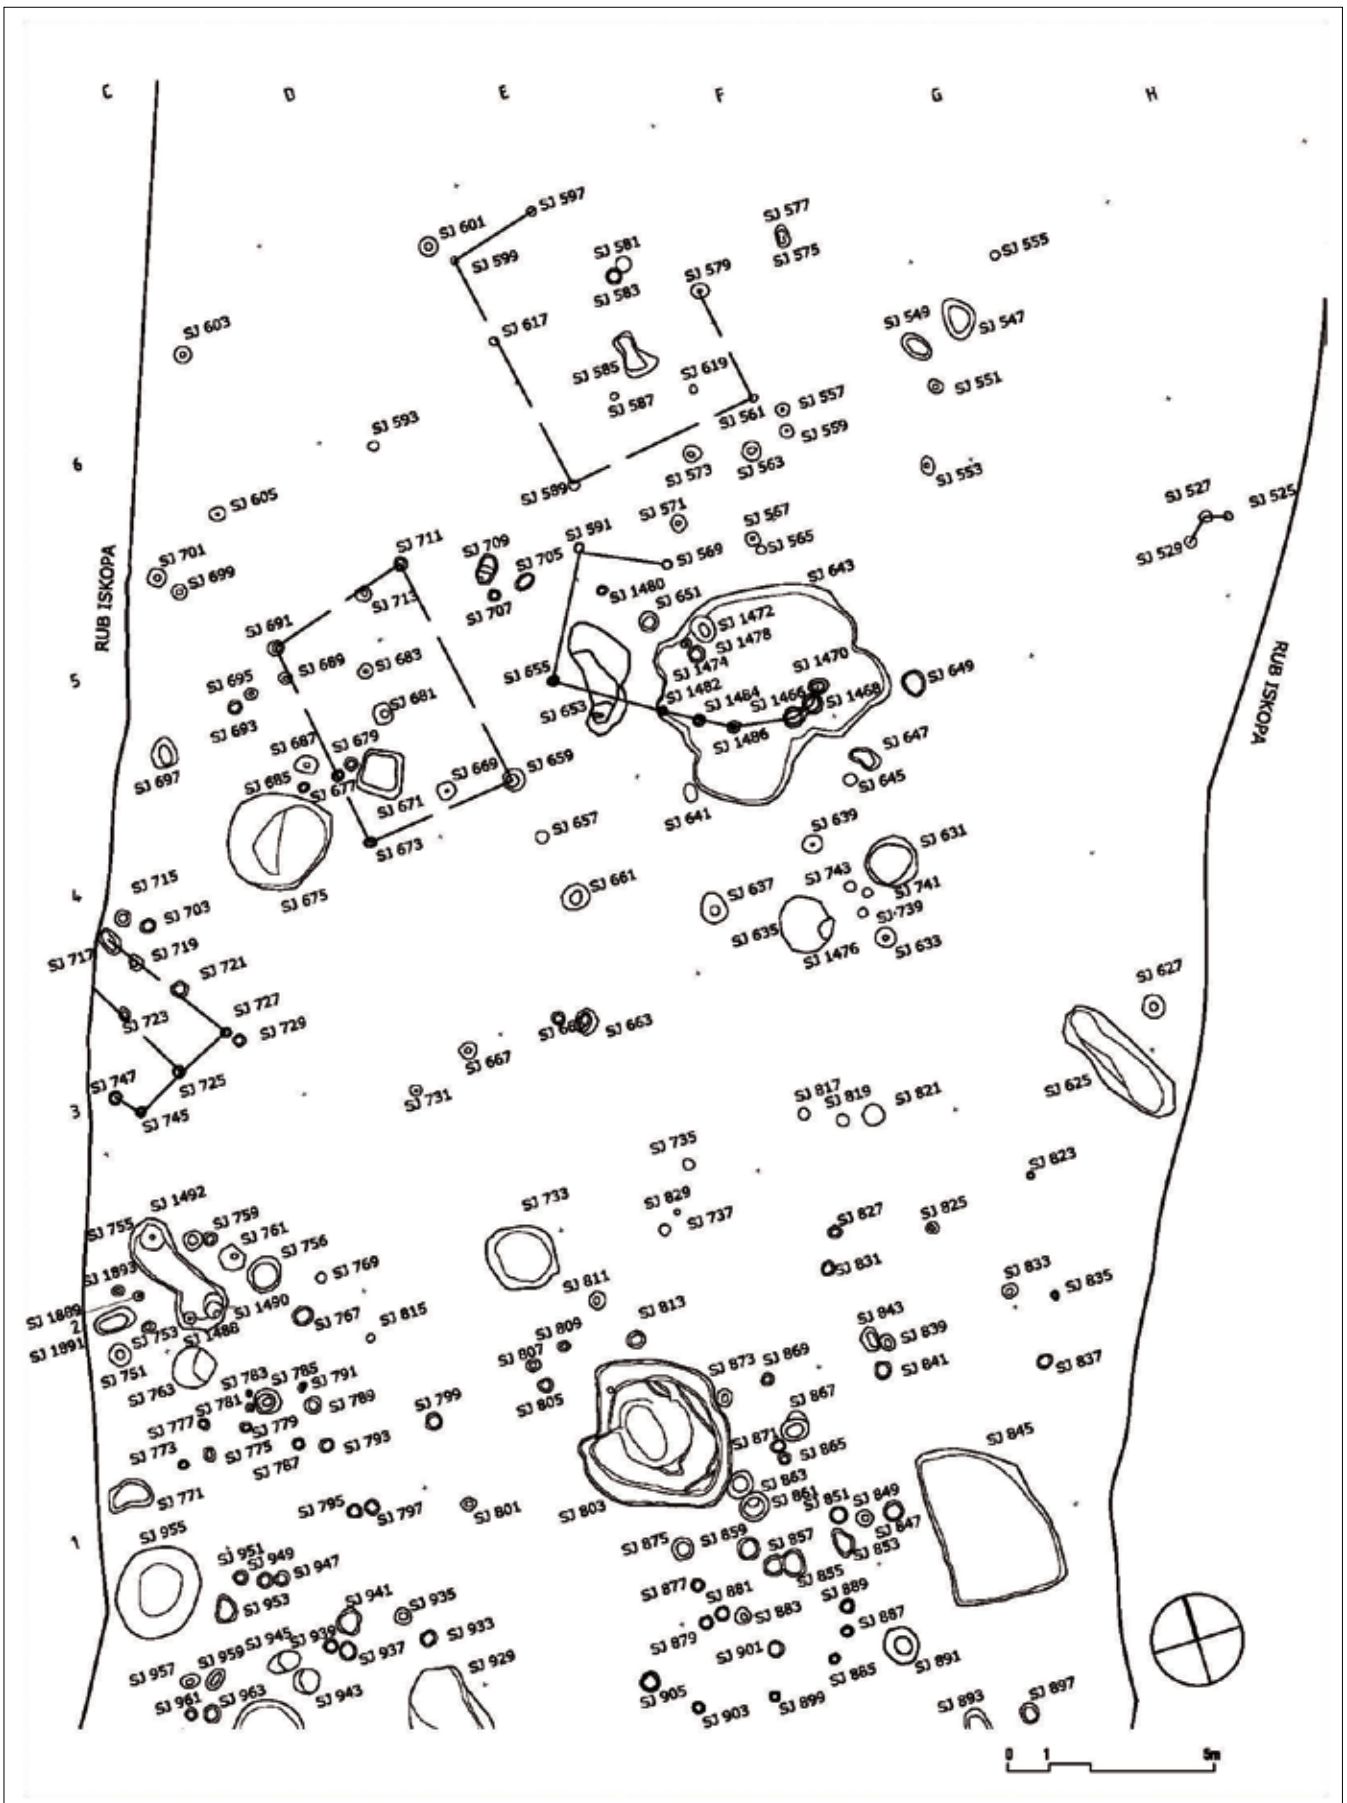 C
D
E
F
G
H
SJ 597
SJ 601
SJ 599
SJ 577
SJ 575
SJ 581
SJ 583
SJ 579
SJ 555
SJ 603
SJ 617
SJ 549
SJ 547
SJ 585
SJ 619
SJ 587
SJ 551
SJ 593
SJ 561
SJ 557
SJ 559
6
SJ 573
SJ 563
SJ 553
SJ 589
SJ 605
SJ 571
SJ 567
SJ 565
SJ 527
SJ 525
SJ 529
RUB ISKOPA
SJ 701
SJ 699
SJ 711
SJ 713
SJ 709
SJ 705
SJ 707
SJ 591
SJ 569
SJ 1480
SJ 643
SJ 651
SJ 691
SJ 1472
SJ 1478
SJ 1474
SJ 1470
RUB ISKOPA
5
SJ 695
SJ 689
SJ 683
SJ 655
SJ 649
SJ 693
SJ 681
SJ 653
SJ 1482
SJ 1484
SJ 1466
SJ 1468
SJ 1486
SJ 697
SJ 687
SJ 679
SJ 647
SJ 685
SJ 677
SJ 669
SJ 659
SJ 645
SJ 671
SJ 641
SJ 673
SJ 657
SJ 639
SJ 631
4
SJ 715
SJ 675
SJ 661
SJ 637
SJ 743
SJ 741
SJ 703
SJ 739
SJ 635
SJ 1476
SJ 633
SJ 717
SJ 719
SJ 721
SJ 627
SJ 723
SJ 727
SJ 729
SJ 663
SJ 667
SJ 625
3
SJ 747
SJ 725
SJ 745
SJ 731
SJ 817
SJ 819
SJ 821
SJ 735
SJ 823
SJ 1492
SJ 733
SJ 829
SJ 737
SJ 755
SJ 759
SJ 761
SJ 756
SJ 827
SJ 825
SJ 1893
SJ 769
SJ 831
SJ 833
SJ 835
SJ 1889
2
SJ 1490
SJ 811
SJ 813
SJ 1891
SJ 753
SJ 1488
SJ 767
SJ 815
SJ 843
SJ 839
SJ 751
SJ 809
SJ 807
SJ 841
SJ 837
SJ 763
SJ 783
SJ 785
SJ 791
SJ 805
SJ 873
SJ 869
SJ 781
SJ 789
SJ 799
SJ 867
SJ 777
SJ 779
SJ 773
SJ 775
SJ 787
SJ 793
SJ 871
SJ 865
SJ 845
SJ 771
SJ 795
SJ 797
SJ 801
SJ 803
SJ 863
SJ 861
SJ 851
SJ 849
SJ 847
1
SJ 955
SJ 951
SJ 949
SJ 947
SJ 875
SJ 859
SJ 857
SJ 853
SJ 855
SJ 953
SJ 941
SJ 935
SJ 877
SJ 881
SJ 889
SJ 883
SJ 879
SJ 887
SJ 945
SJ 939
SJ 937
SJ 933
SJ 901
SJ 885
SJ 891
SJ 957
SJ 959
SJ 943
SJ 929
SJ 905
SJ 961
SJ 963
SJ 903
SJ 899
SJ 893
SJ 897
0 1 5m